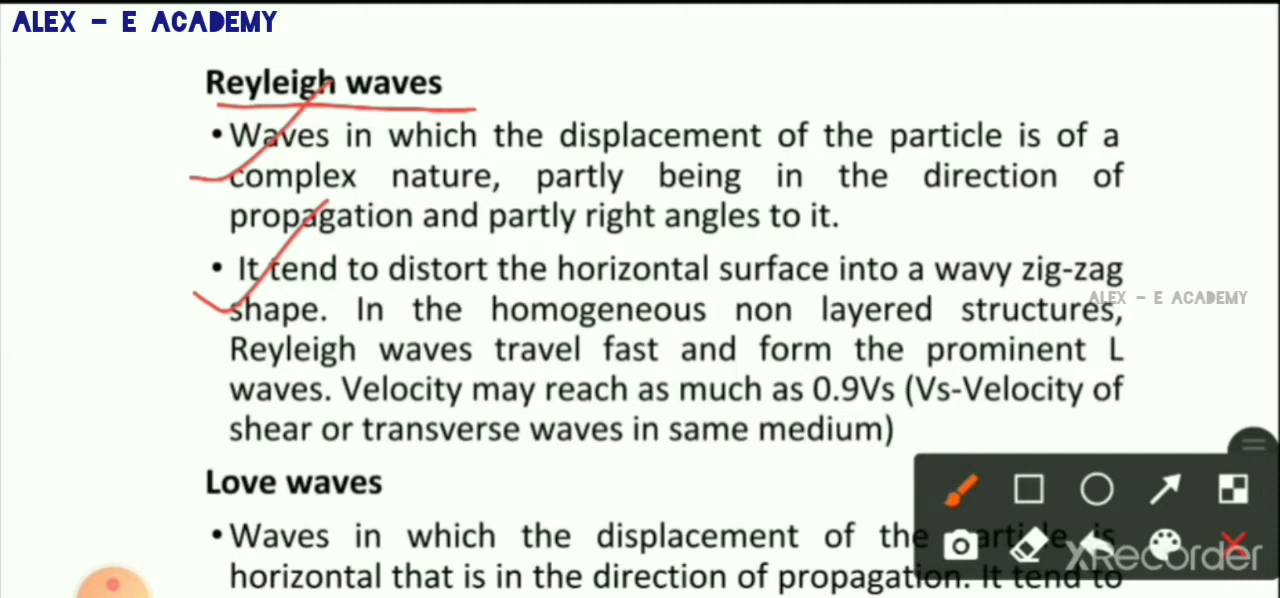 ALEX - E ACADEMY
Reyleigh waves
• Waves in which the displacement of the particle is of a
complex nature, partly being in the direction of
propagation and partly right angles to it.
• It tend to distort the horizontal surface into a wavy zig-zag
ALEX - E ACADEMY
shape. In the homogeneous non layered structures,
Reyleigh waves travel fast and form the prominent L
waves. Velocity may reach as much as 0.9Vs (Vs-Velocity of
shear or transverse waves in same medium)
Love waves
• Waves in which the displacement of the particle is
horizontal that is in the direction of propagation. It tend to
XRecorder